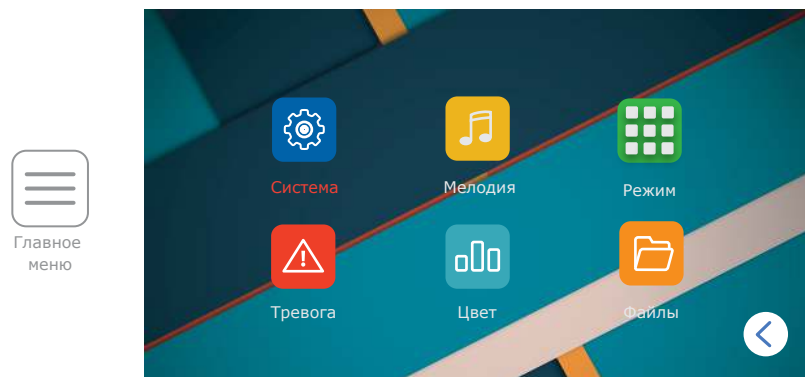 Главное
меню
Система
Мелодия
Режим
Тревога
Цвет
Файлы